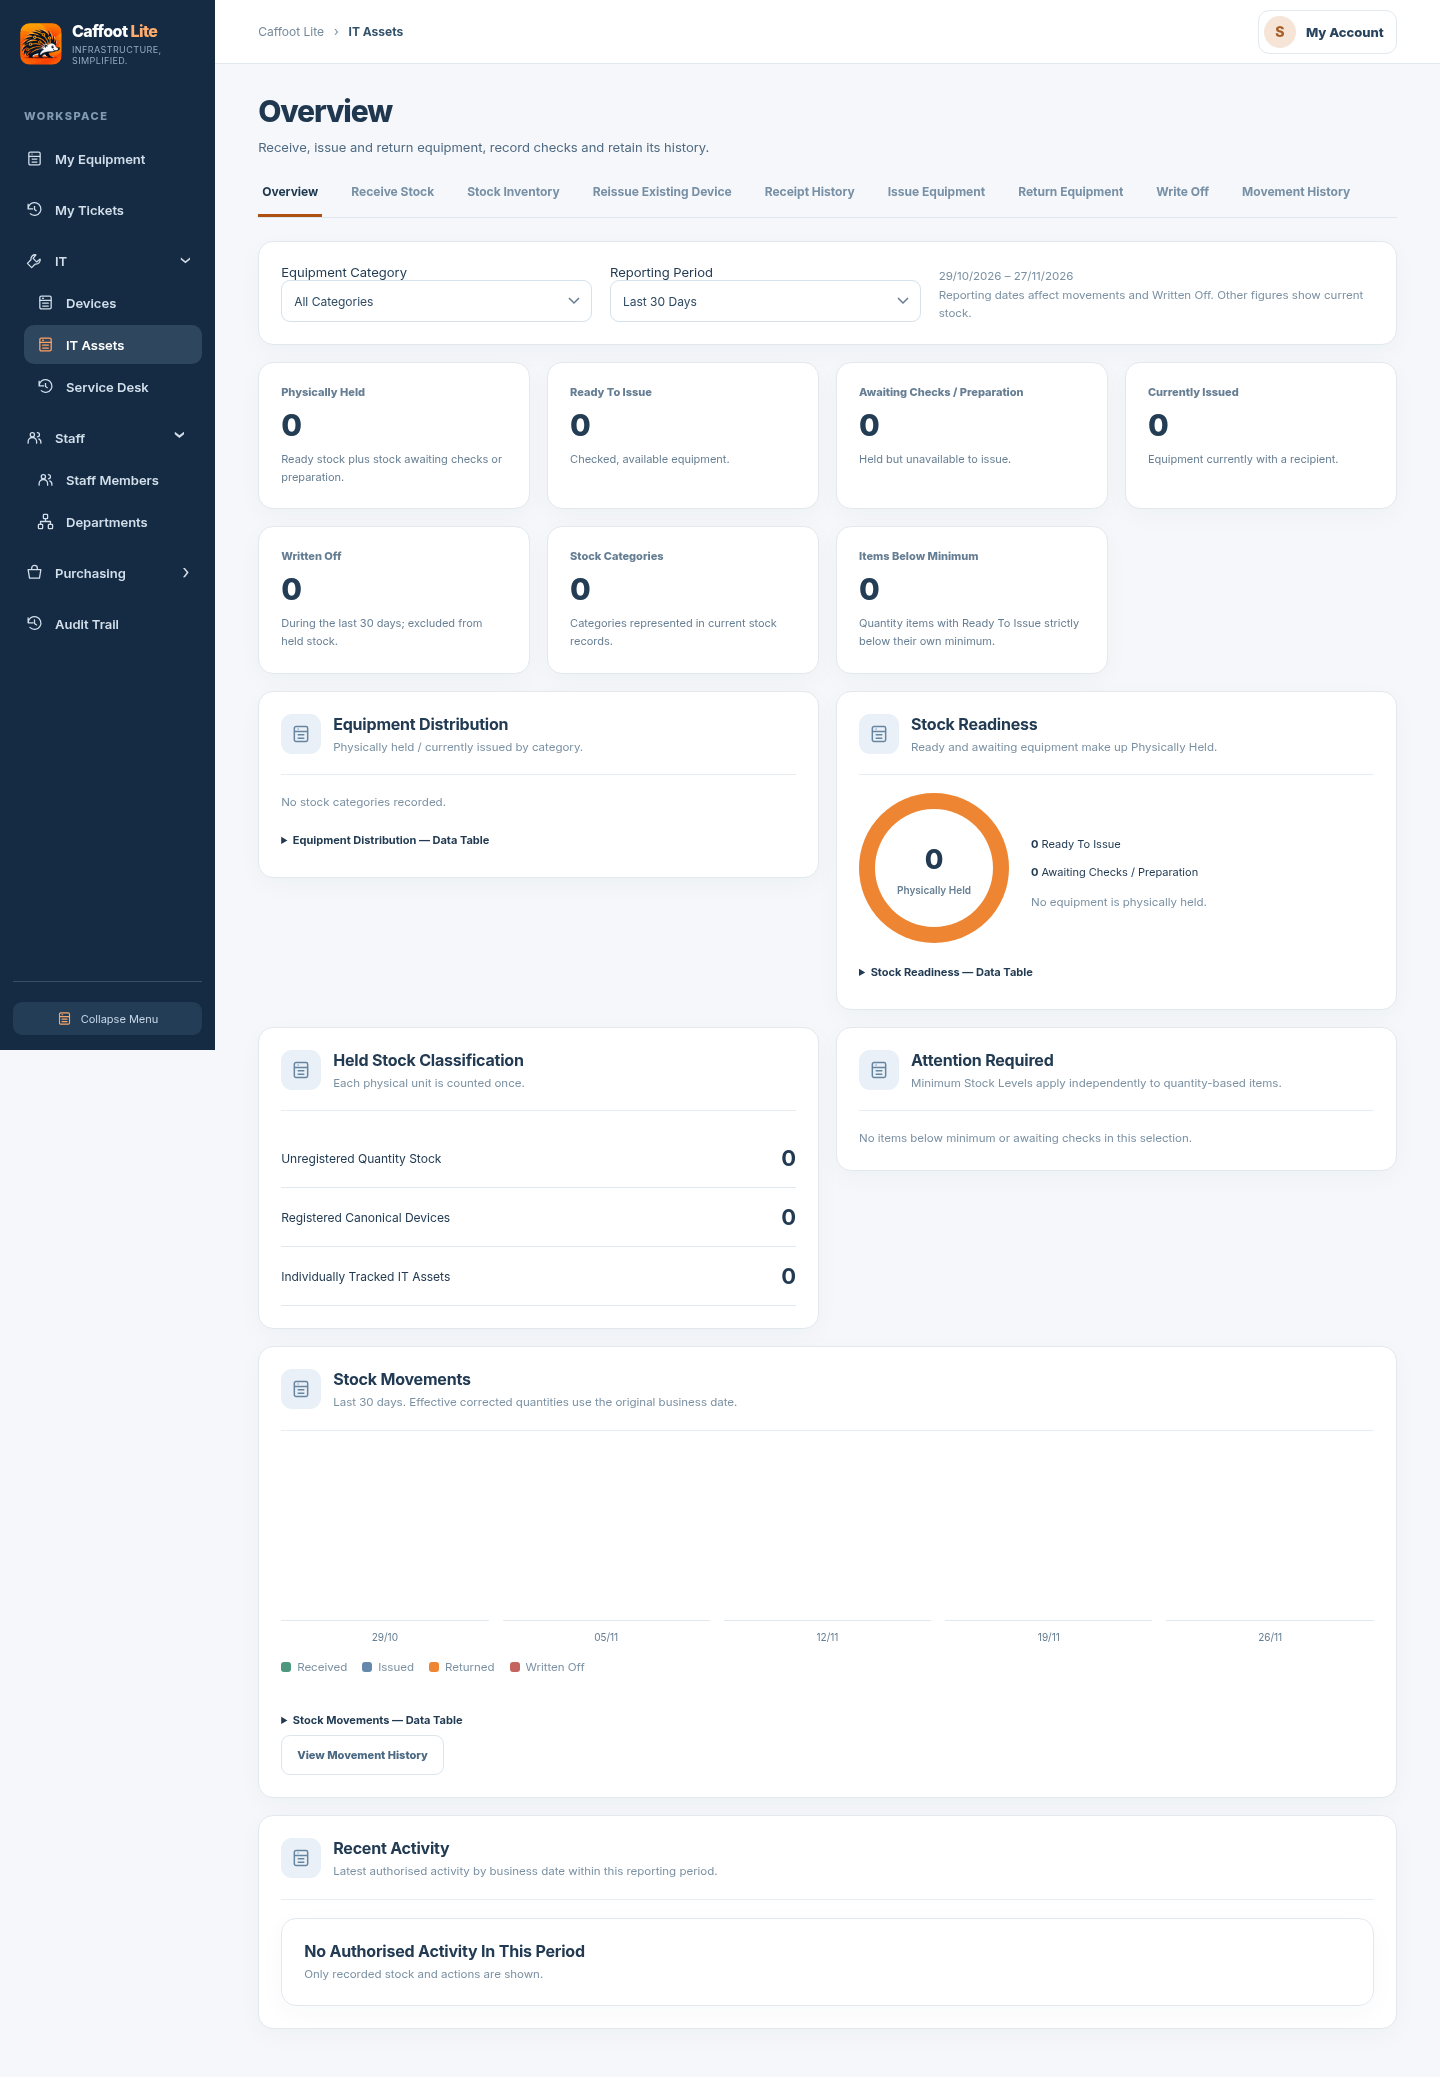 Caffoot Lite
INFRASTRUCTURE,
SIMPLIFIED.
WORKSPACE
My Equipment
My Tickets
IT
Devices
IT Assets
Service Desk
Staff
Staff Members
Departments
Purchasing
Audit Trail
Collapse Menu
Caffoot Lite › IT Assets
S My Account
Overview
Receive, issue and return equipment, record checks and retain its history.
Overview Receive Stock Stock Inventory Reissue Existing Device Receipt History Issue Equipment Return Equipment Write Off Movement History
Equipment Category
All Categories
Reporting Period
Last 30 Days
29/10/2026 – 27/11/2026
Reporting dates affect movements and Written Off. Other figures show current
stock.
Physically Held
0
Ready stock plus stock awaiting checks or
preparation.
Ready To Issue
0
Checked, available equipment.
Awaiting Checks / Preparation
0
Held but unavailable to issue.
Currently Issued
0
Equipment currently with a recipient.
Written Off
0
During the last 30 days; excluded from
held stock.
Stock Categories
0
Categories represented in current stock
records.
Items Below Minimum
0
Quantity items with Ready To Issue strictly
below their own minimum.
Equipment Distribution
Physically held / currently issued by category.
No stock categories recorded.
Equipment Distribution — Data Table
Stock Readiness
Ready and awaiting equipment make up Physically Held.
0
Physically Held
0 Ready To Issue
0 Awaiting Checks / Preparation
No equipment is physically held.
Stock Readiness — Data Table
Held Stock Classification
Each physical unit is counted once.
Unregistered Quantity Stock 0
Registered Canonical Devices 0
Individually Tracked IT Assets 0
Attention Required
Minimum Stock Levels apply independently to quantity-based items.
No items below minimum or awaiting checks in this selection.
Stock Movements
Last 30 days. Effective corrected quantities use the original business date.
29/10 05/11 12/11 19/11 26/11
Received Issued Returned Written Off
Stock Movements — Data Table
View Movement History
Recent Activity
Latest authorised activity by business date within this reporting period.
No Authorised Activity In This Period
Only recorded stock and actions are shown.